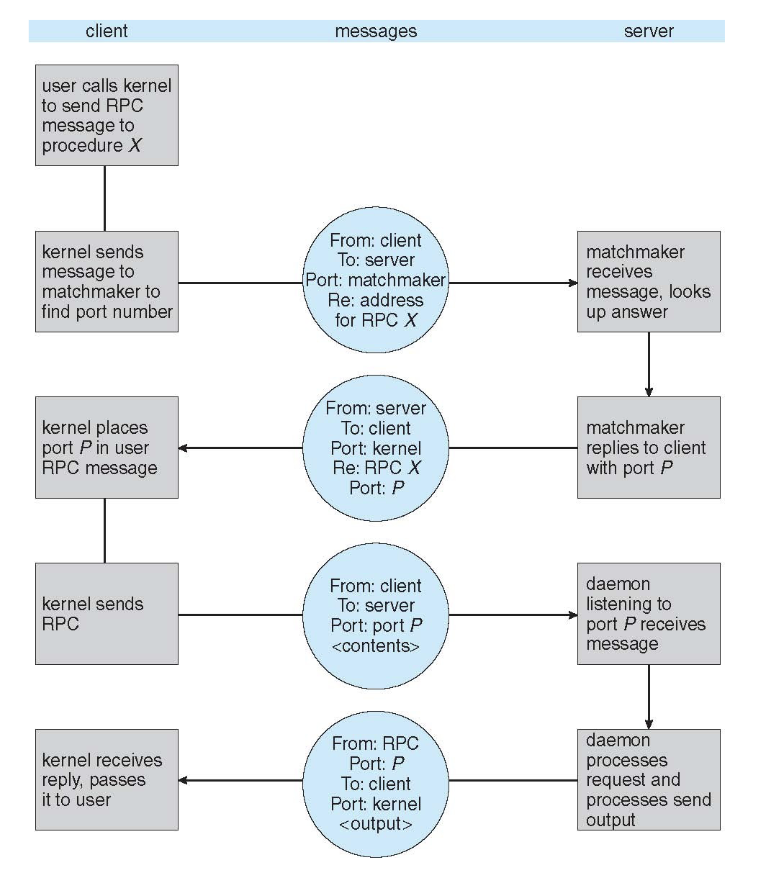 client
messages
server
user calls kernel
to send RPC
message to
procedure X
kernel sends
message to
matchmaker to
find port number
From: client
To: server
Port: matchmaker
Re: address
for RPC X
matchmaker
receives
message, looks
up answer
kernel places
port P in user
RPC message
From: server
To: client
Port: kernel
Re: RPC X
Port: P
matchmaker
replies to client
with port P
kernel sends
RPC
From: client
To: server
Port: port P
<contents>
daemon
listening to
port P receives
message
kernel receives
reply, passes
it to user
From: RPC
Port: P
To: client
Port: kernel
<output>
daemon
processes
request and
processes send
output